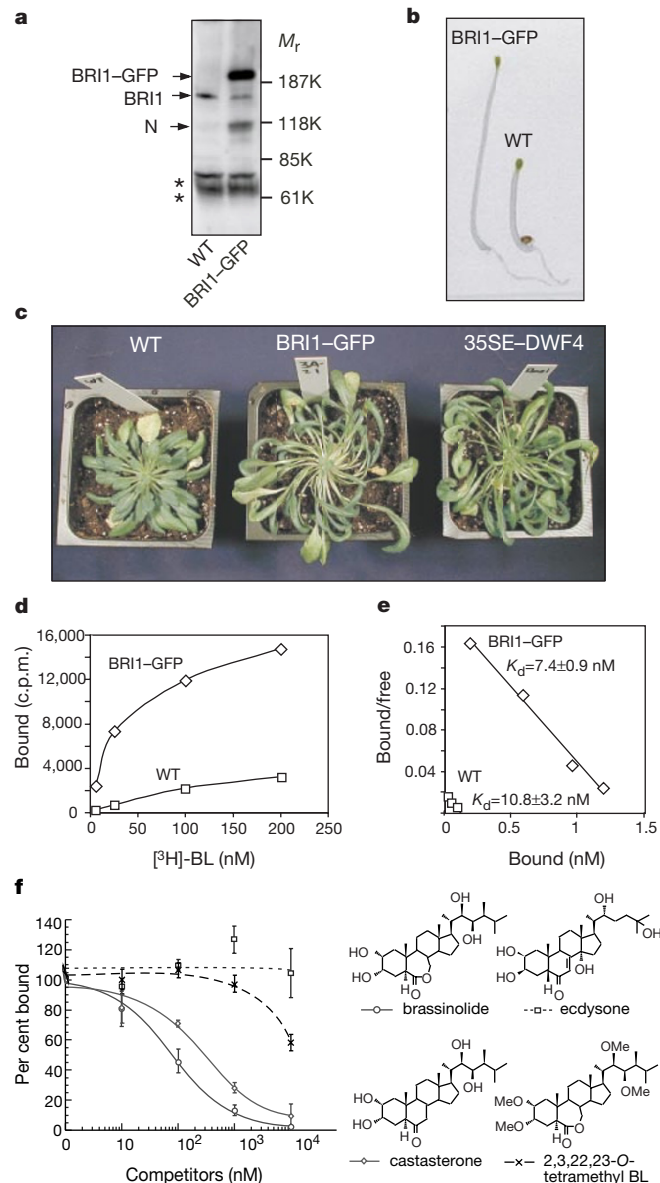 a
Mr
BRI1–GFP
187K
BRI1
N
118K
85K
*
*
61K
WT
BRI1–GFP
b
BRI1–GFP
WT
c
WT
BRI1–GFP
35SE–DWF4
d
16,000
12,000
8,000
4,000
0
Bound (c.p.m.)
BRI1–GFP
WT
0 50 100 150 200 250
[³H]-BL (nM)
e
0.16
0.12
0.08
0.04
Bound/free
BRI1–GFP
Kd=7.4±0.9 nM
WT
Kd=10.8±3.2 nM
0 0.5 1 1.5
Bound (nM)
f
140
120
100
80
60
40
20
0
Per cent bound
0 10¹ 10² 10³ 10⁴
Competitors (nM)
OH
OH
HO
HO
H
O
O
brassinolide
OH
OH
HO
HO
OH
H
O
ecdysone
OH
OH
HO
HO
H
O
castasterone
OMe
OMe
MeO
MeO
H
O
O
2,3,22,23-O-
tetramethyl BL